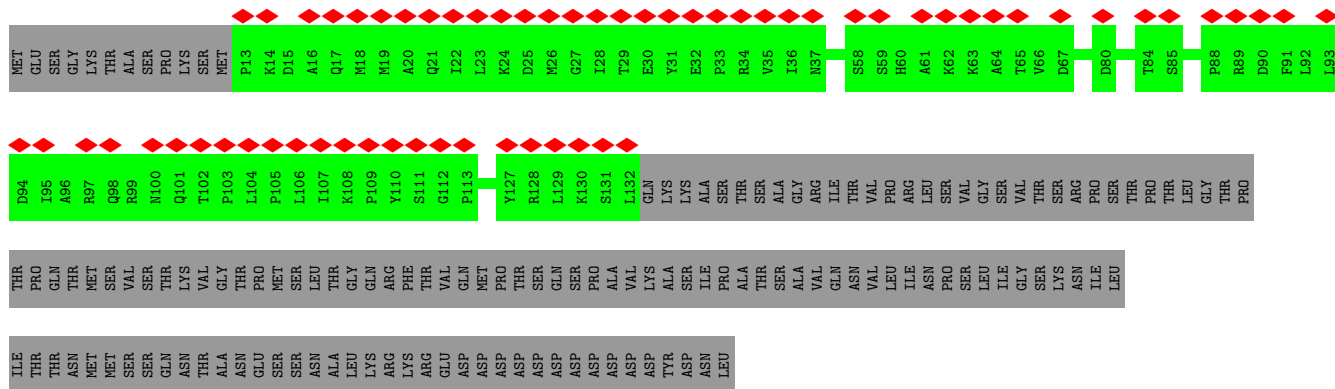 MET GLU SER GLY LYS THR ALA SER PRO LYS SER MET P13 K14 D15 A16 Q17 M18 M19 A20 Q21 I22 L23 K24 D25 M26 G27 I28 T29 E30 Y31 E32 P33 R34 V35 I36 N37 S58 S59 H60 A61 K62 K63 A64 T65 V66 D67 D80 T84 S85 P88 R89 D90 F91 L92 L93
D94 I95 A96 R97 Q98 R99 N100 Q101 T102 P103 L104 P105 L106 I107 K108 P109 Y110 S111 G112 P113 Y127 R128 L129 K130 S131 L132 GLN LYS LYS ALA SER THR SER ALA GLY ARG ILE THR VAL PRO ARG LEU SER VAL GLY SER VAL THR SER ARG PRO SER THR PRO THR LEU GLY THR PRO
THR PRO GLN THR MET SER VAL SER THR LYS VAL GLY THR PRO MET SER LEU THR GLY GLN ARG PHE THR VAL GLN MET PRO THR SER GLN SER PRO ALA VAL LYS ALA SER ILE PRO ALA THR SER ALA VAL GLN ASN VAL LEU ILE ASN PRO SER LEU ILE GLY SER LYS ASN ILE LEU
ILE THR THR ASN MET MET SER SER GLN ASN THR ALA ASN GLU SER SER ASN ALA LEU LYS ARG LYS ARG GLU ASP ASP ASP ASP ASP ASP ASP ASP ASP TYR ASP ASN LEU